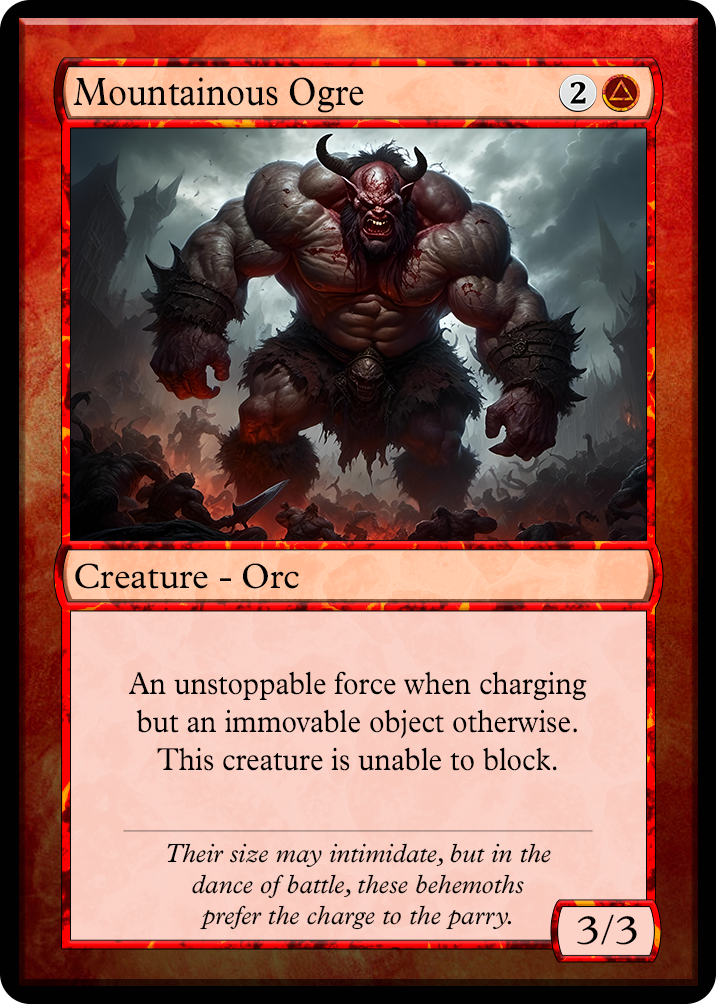 Mountainous Ogre 2
Creature - Orc
An unstoppable force when charging
but an immovable object otherwise.
This creature is unable to block.
Their size may intimidate, but in the
dance of battle, these behemoths
prefer the charge to the parry.
3/3